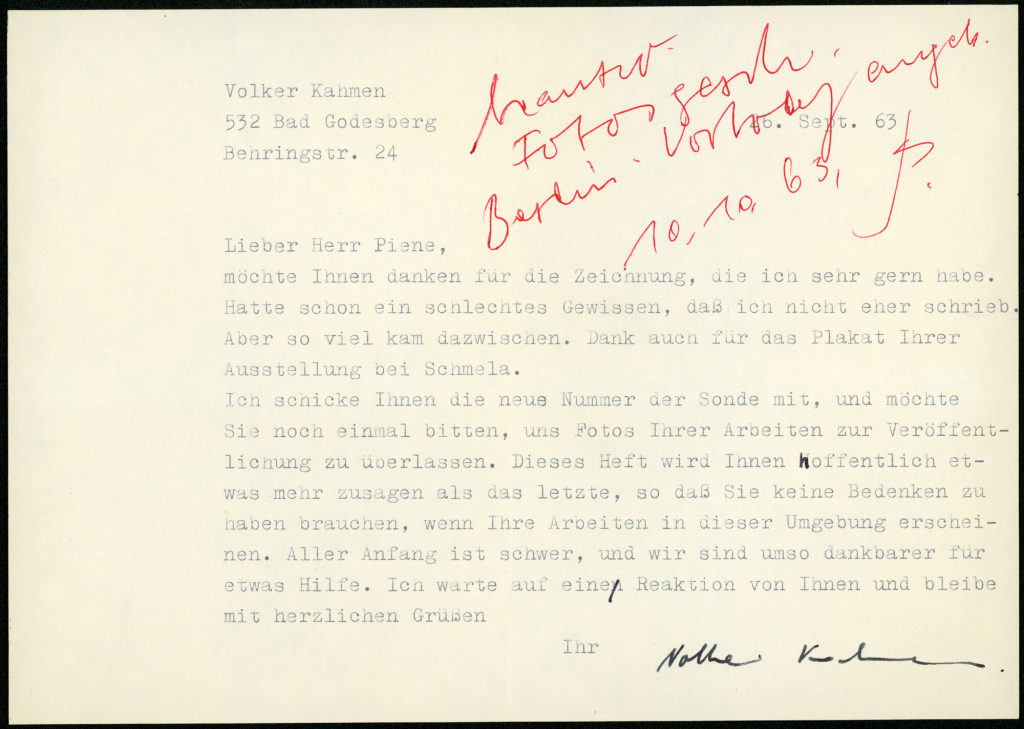 beantw.
Fotos gesch.
Berlin. Vortrag angek.
10.10.63, P.
Volker Kahmen
532 Bad Godesberg 26. Sept. 63
Behringstr. 24
Lieber Herr Piene,
möchte Ihnen danken für die Zeichnung, die ich sehr gern habe.
Hatte schon ein schlechtes Gewissen, daß ich nicht eher schrieb.
Aber so viel kam dazwischen. Dank auch für das Plakat Ihrer
Ausstellung bei Schmela.
Ich schicke Ihnen die neue Nummer der Sonde mit, und möchte
Sie noch einmal bitten, uns Fotos Ihrer Arbeiten zur Veröffent-
lichung zu überlassen. Dieses Heft wird Ihnen hoffentlich et-
was mehr zusagen als das letzte, so daß Sie keine Bedenken zu
haben brauchen, wenn Ihre Arbeiten in dieser Umgebung erschei-
nen. Aller Anfang ist schwer, und wir sind umso dankbarer für
etwas Hilfe. Ich warte auf eine Reaktion von Ihnen und bleibe
mit herzlichen Grüßen
Ihr Volker Kahmen.